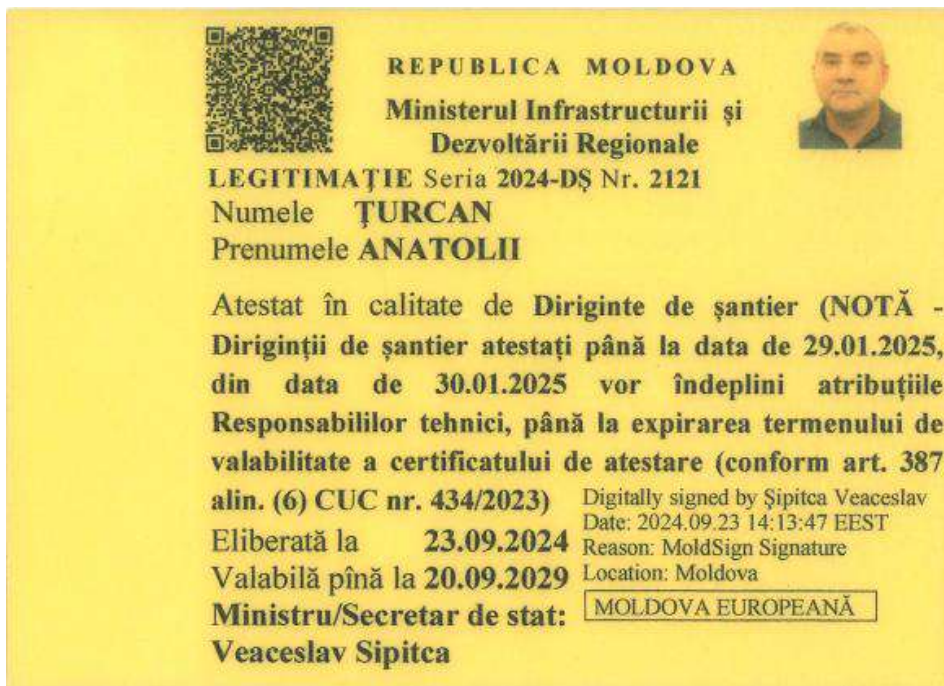 REPUBLICA MOLDOVA
Ministerul Infrastructurii și
Dezvoltării Regionale
LEGITIMAŢIE Seria 2024-DȘ Nr. 2121
Numele ŢURCAN
Prenumele ANATOLII
Atestat în calitate de Diriginte de șantier (NOTĂ -
Diriginții de șantier atestați până la data de 29.01.2025,
din data de 30.01.2025 vor îndeplini atribuțiile
Responsabililor tehnici, până la expirarea termenului de
valabilitate a certificatului de atestare (conform art. 387
alin. (6) CUC nr. 434/2023)
Digitally signed by Şipitca Veaceslav
Date: 2024.09.23 14:13:47 EEST
Reason: MoldSign Signature
Location: Moldova
MOLDOVA EUROPEANĂ
Eliberată la 23.09.2024
Valabilă pînă la 20.09.2029
Ministru/Secretar de stat:
Veaceslav Sipitca